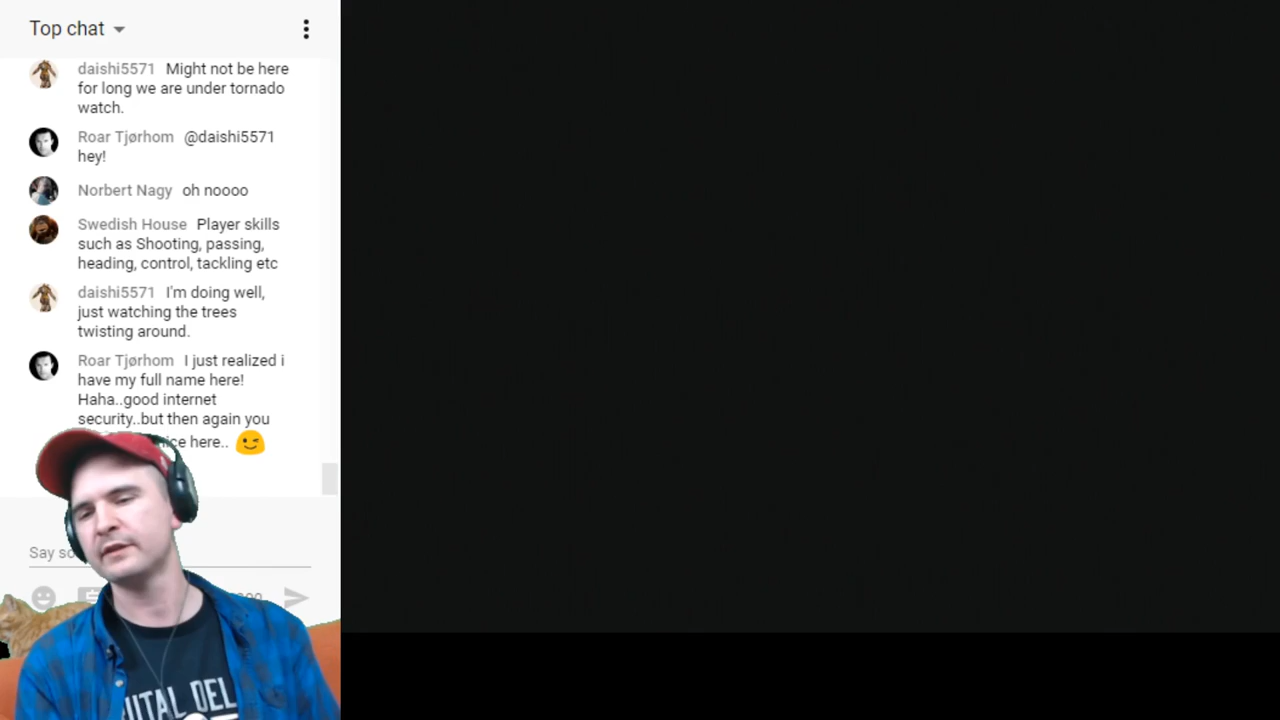 Top chat
daishi5571 Might not be here
for long we are under tornado
watch.
Roar Tjørhom @daishi5571
hey!
Norbert Nagy oh noooo
Swedish House Player skills
such as Shooting, passing,
heading, control, tackling etc
daishi5571 I'm doing well,
just watching the trees
twisting around.
Roar Tjørhom I just realized i
have my full name here!
Haha..good internet
security..but then again you
here..
Say
DEL